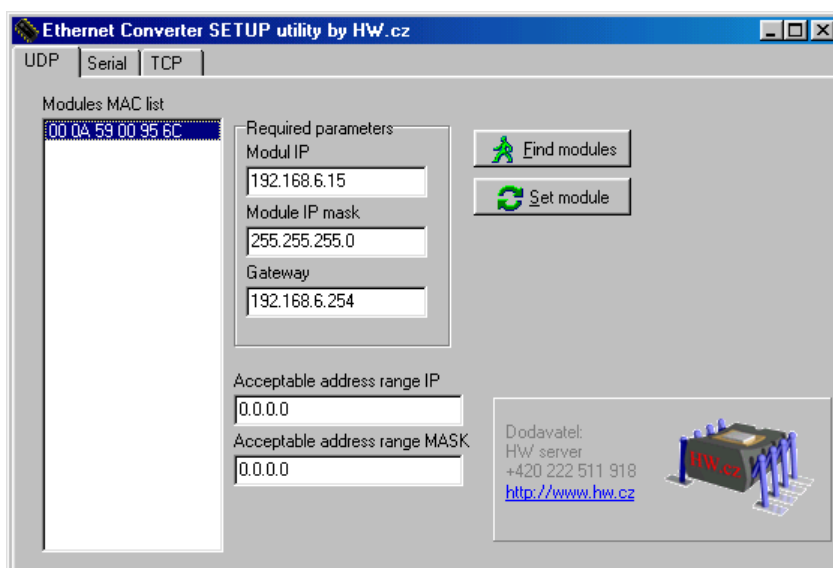 Ethernet Converter SETUP utility by HW.cz
UDP Serial TCP
Modules MAC list
00 0A 59 00 95 6C
Required parameters
Modul IP
192.168.6.15
Module IP mask
255.255.255.0
Gateway
192.168.6.254
Find modules
Set module
Acceptable address range IP
0.0.0.0
Acceptable address range MASK
0.0.0.0
Dodavatel:
HW server
+420 222 511 918
http://www.hw.cz
HW.cz